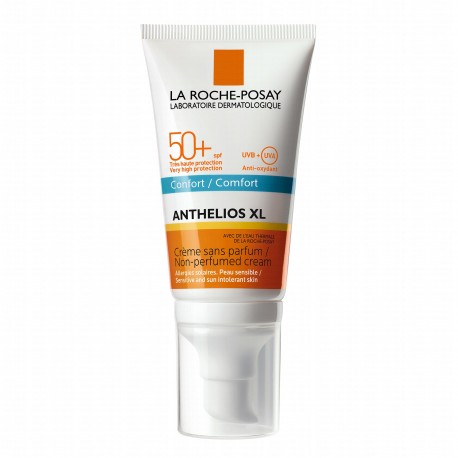 LA ROCHE-POSAY
LABORATOIRE DERMATOLOGIQUE
50+ spf
UVB + UVA
Très haute protection
Very high protection
Anti-oxydant
Confort / Comfort
ANTHELIOS XL
AVEC DE L'EAU THERMALE
DE LA ROCHE-POSAY
Crème sans parfum /
Non-perfumed cream
Allergies solaires, Peau sensible /
Sensitive and sun intolerant skin